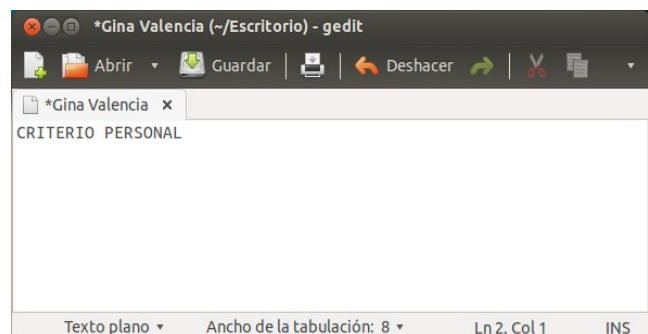 *Gina Valencia (~/Escritorio) - gedit
Abrir Guardar Deshacer
*Gina Valencia x
CRITERIO PERSONAL
Texto plano Ancho de la tabulación: 8 Ln 2, Col 1 INS